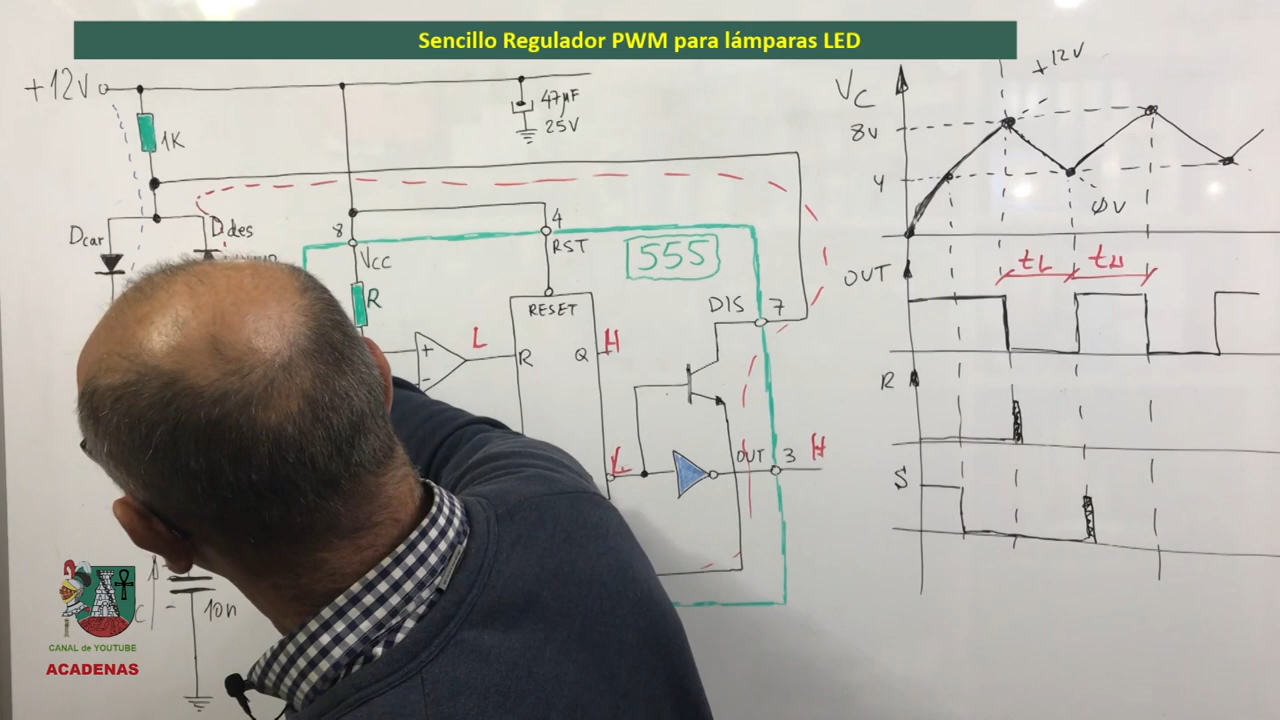 Sencillo Regulador PWM para lámparas LED
+12V
47µF
25V
1K
Dcar
Ddes
8
VCC
R
4
RST
555
RESET
R
Q
L
H
+
-
DIS
7
L
OUT
3
H
10n
CANAL de YOUTUBE
ACADENAS
VC
+12V
8V
4
ØV
tL
tH
OUT
R
S